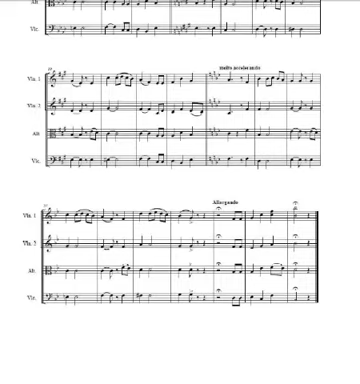 Alt
Vlc.
Vln. 1
Vln. 2
Alt
Vlc.
molto accelerando
Vln. 1
Vln. 2
Alt
Vlc.
Allargando